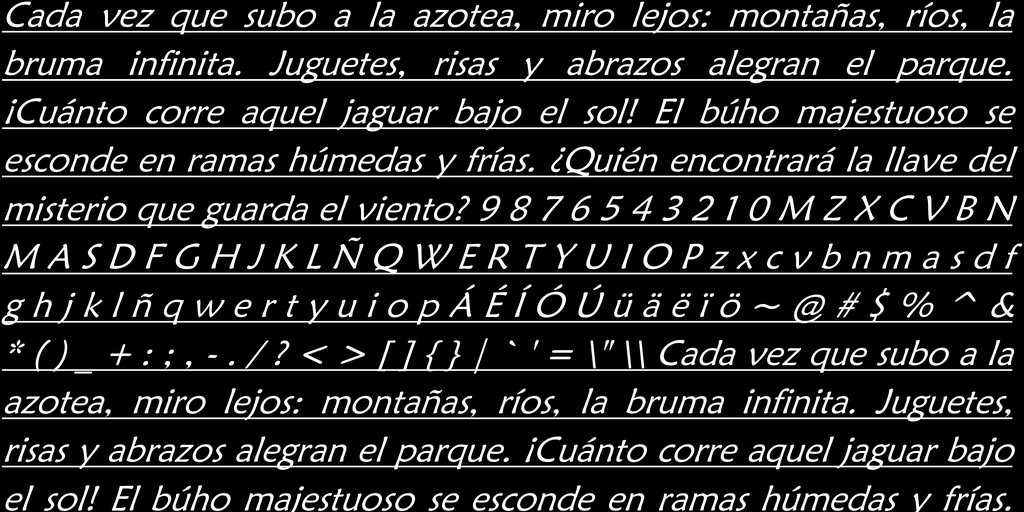 Cada vez que subo a la azotea, miro lejos: montañas, ríos, la
bruma infinita. Juguetes, risas y abrazos alegran el parque.
¡Cuánto corre aquel jaguar bajo el sol! El búho majestuoso se
esconde en ramas húmedas y frías. ¿Quién encontrará la llave del
misterio que guarda el viento? 9 8 7 6 5 4 3 2 1 0 M Z X C V B N
M A S D F G H J K L Ñ Q W E R T Y U I O P z x c v b n m a s d f
g h j k l ñ q w e r t y u i o p Á É Í Ó Ú ü ä ë ï ö ~ @ # $ % ^ &
* ( ) _ + : ; , - . / ? < > [ ] { } | ` ' = \" \\ Cada vez que subo a la
azotea, miro lejos: montañas, ríos, la bruma infinita. Juguetes,
risas y abrazos alegran el parque. ¡Cuánto corre aquel jaguar bajo
el sol! El búho majestuoso se esconde en ramas húmedas y frías.